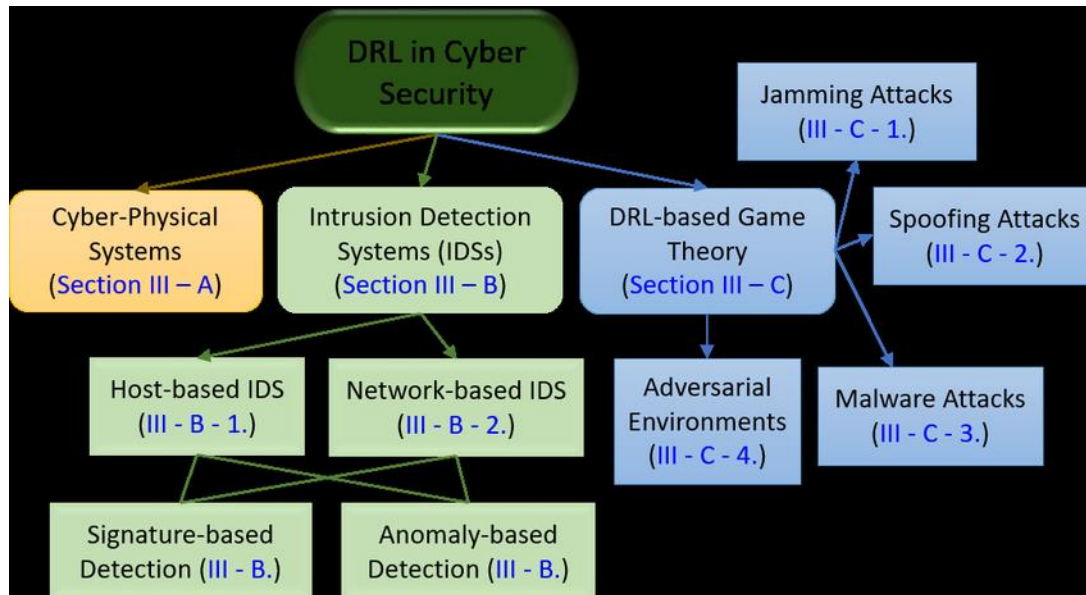 DRL in Cyber
Security
Jamming Attacks
(III - C - 1.)
Cyber-Physical
Systems
(Section III – A)
Intrusion Detection
Systems (IDSs)
(Section III – B)
DRL-based Game
Theory
(Section III – C)
Spoofing Attacks
(III - C - 2.)
Host-based IDS
(III - B - 1.)
Network-based IDS
(III - B - 2.)
Adversarial
Environments
(III - C - 4.)
Malware Attacks
(III - C - 3.)
Signature-based
Detection (III - B.)
Anomaly-based
Detection (III - B.)